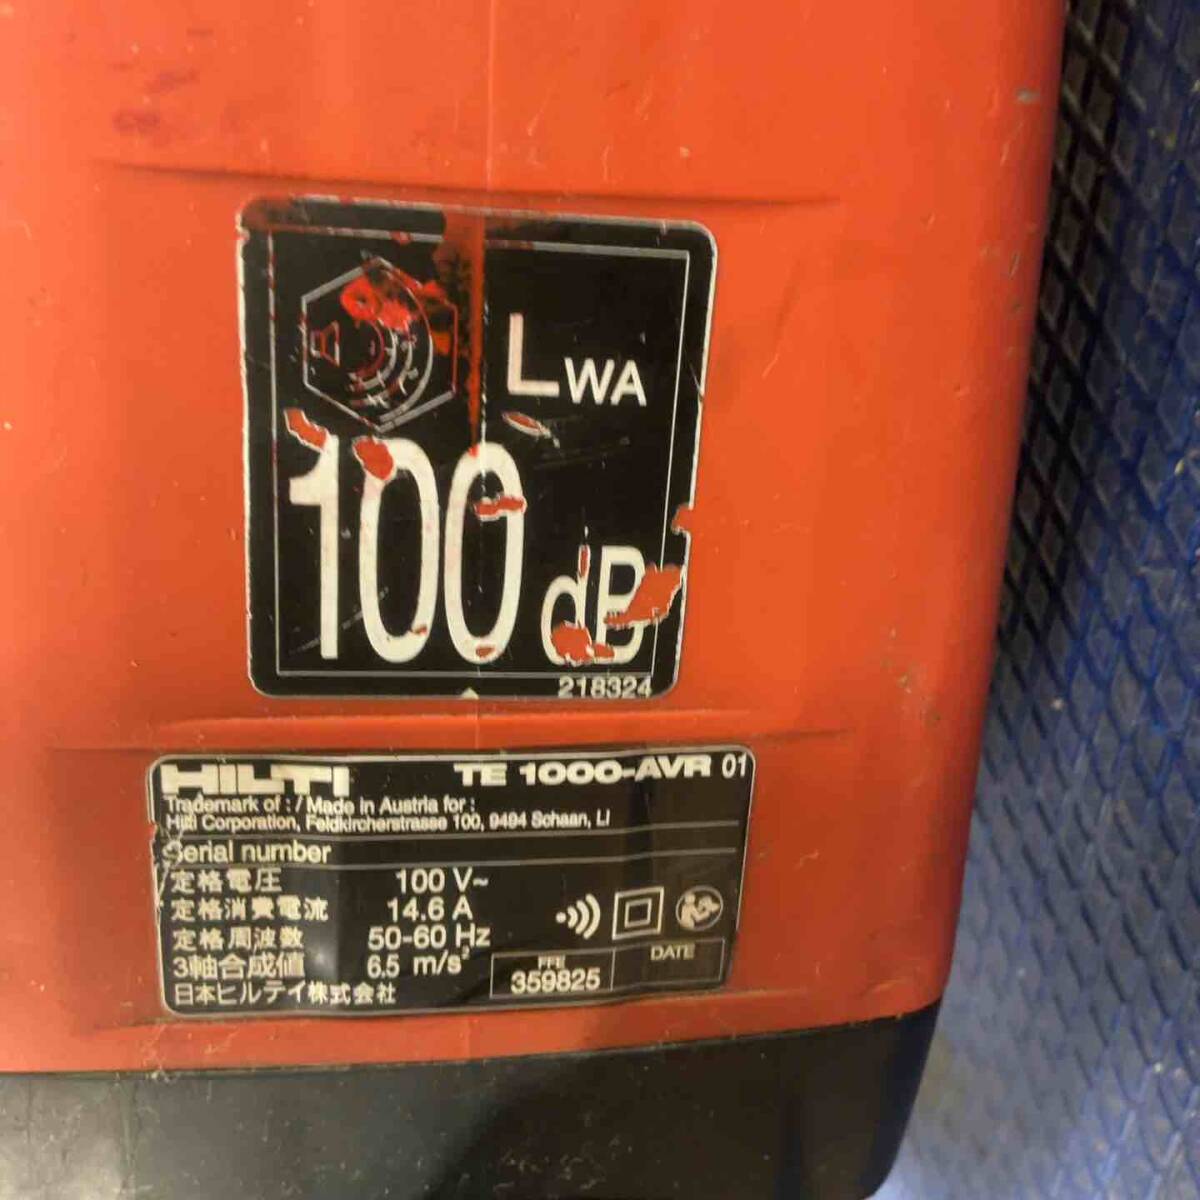 LWA
100 dB
218324
HILTI TE 1000-AVR 01
Trademark of : / Made in Austria for :
Hilti Corporation, Feldkircherstrasse 100, 9494 Schaan, LI
Serial number
定格電圧 100 V~
定格消費電流 14.6 A
定格周波数 50-60 Hz
3軸合成値 6.5 m/s²
日本ヒルティ株式会社
PFE
359825
DATE